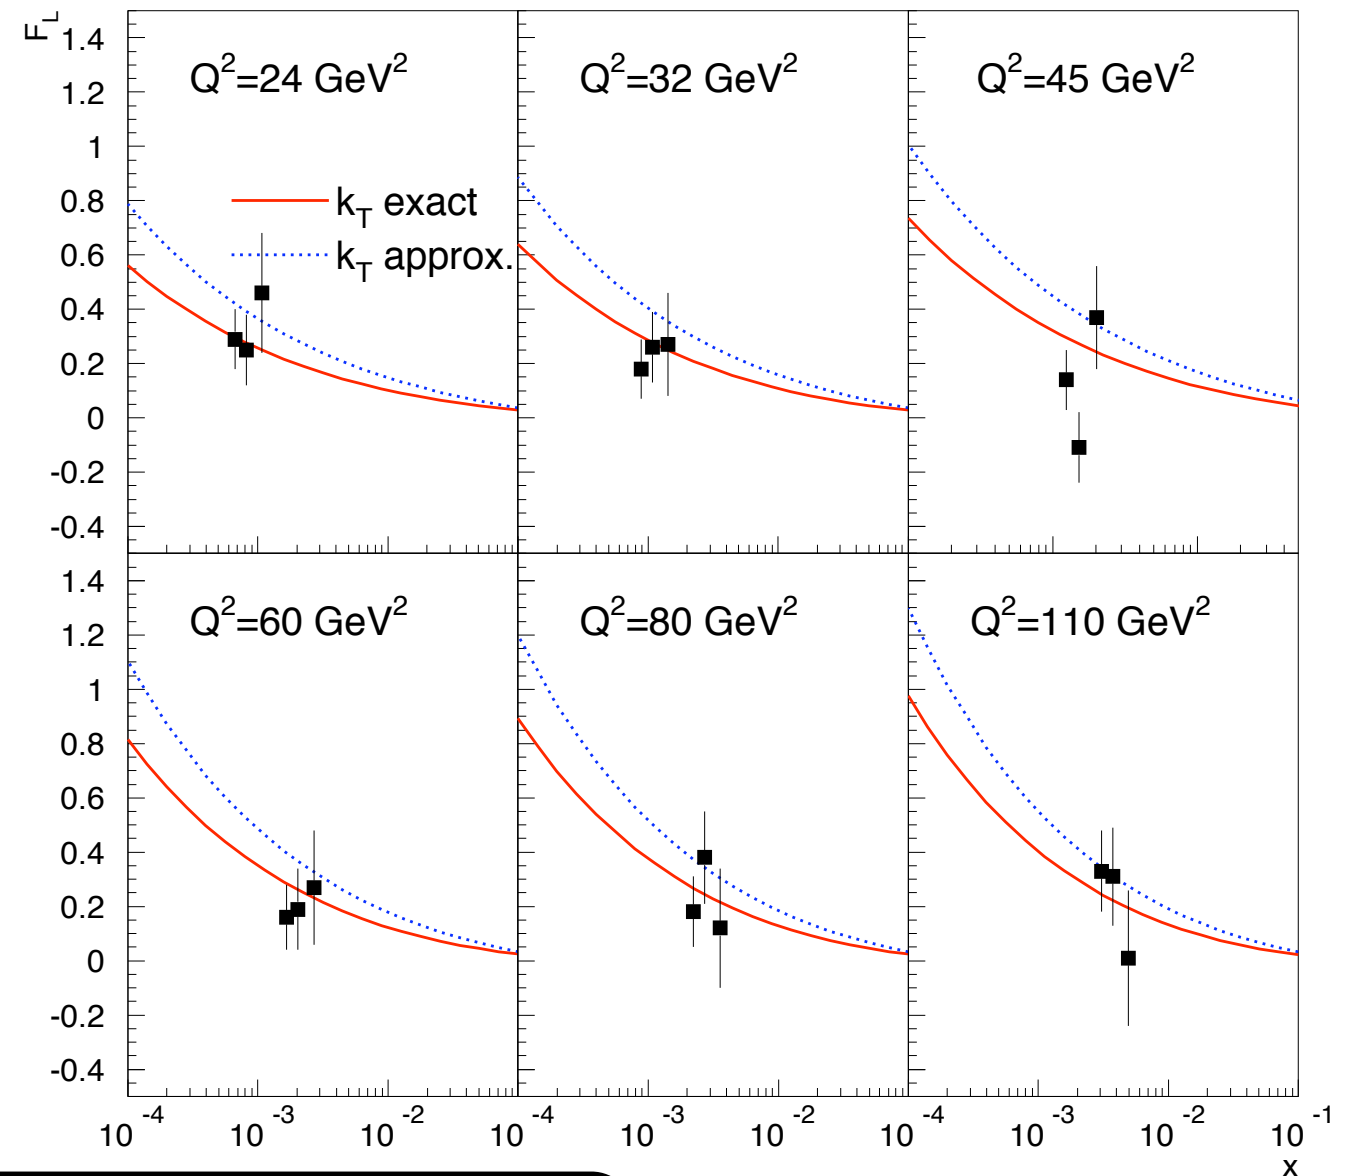 F_L
Q²=24 GeV²
Q²=32 GeV²
Q²=45 GeV²
k_T exact
k_T approx.
1.4
1.2
1
0.8
0.6
0.4
0.2
0
-0.2
-0.4
Q²=60 GeV²
Q²=80 GeV²
Q²=110 GeV²
1.4
1.2
1
0.8
0.6
0.4
0.2
0
-0.2
-0.4
10⁻⁴ 10⁻³ 10⁻² 10⁻⁴ 10⁻³ 10⁻² 10⁻⁴ 10⁻³ 10⁻² 10⁻¹
x